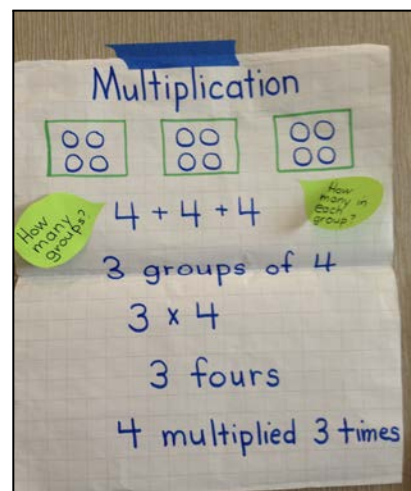 Multiplication
4 + 4 + 4
How many groups?
How many in each group?
3 groups of 4
3 x 4
3 fours
4 multiplied 3 times